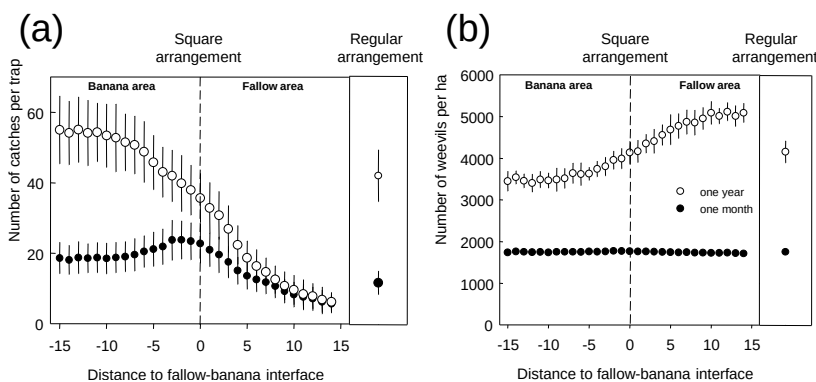 (a)
Square
arrangement
Regular
arrangement
Banana area
Fallow area
Number of catches per trap
60
40
20
0
-15
-10
-5
0
5
10
15
Distance to fallow-banana interface
(b)
Square
arrangement
Regular
arrangement
Banana area
Fallow area
Number of weevils per ha
6000
5000
4000
3000
2000
1000
0
one year
one month
-15
-10
-5
0
5
10
15
Distance to fallow-banana interface